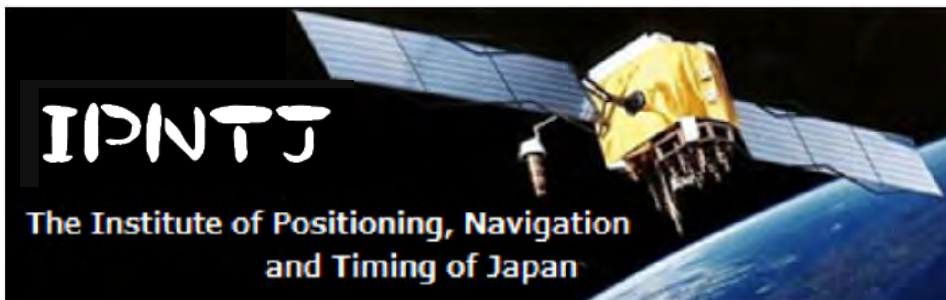 IPNTJ
The Institute of Positioning, Navigation
and Timing of Japan